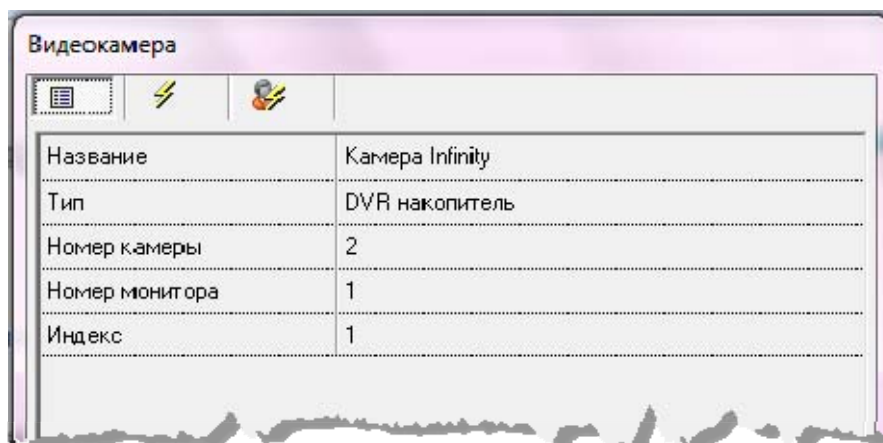 Видеокамера
Название Камера Infinity
Тип DVR накопитель
Номер камеры 2
Номер монитора 1
Индекс 1